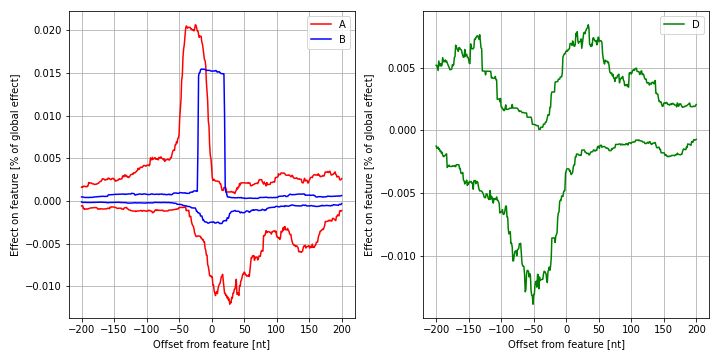 A
B
0.020
0.015
0.010
0.005
0.000
−0.005
−0.010
Effect on feature [% of global effect]
−200 −150 −100 −50 0 50 100 150 200
Offset from feature [nt]
D
0.005
0.000
−0.005
−0.010
Effect on feature [% of global effect]
−200 −150 −100 −50 0 50 100 150 200
Offset from feature [nt]